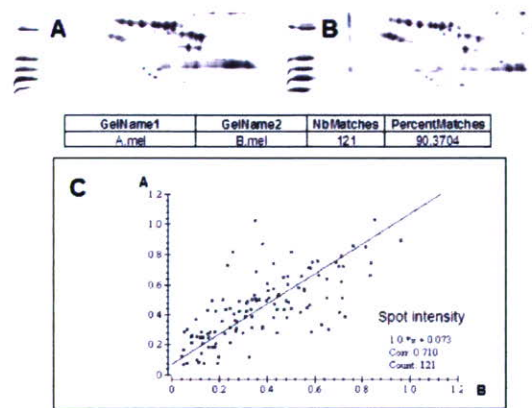 A B
GelName1 GelName2 NbMatches PercentMatches
A.mel B.mel 121 90.3704
C
A
1.2
1.0
0.8
0.6
0.4
0.2
0
Spot intensity
Corr: 0.710
Count: 121
0 0.2 0.4 0.6 0.8 1.0 1.2
B